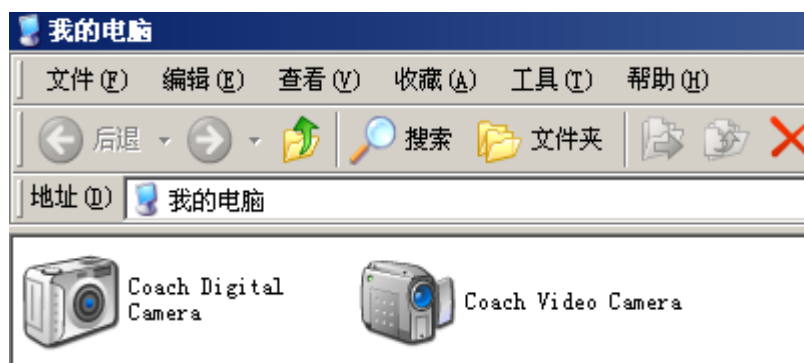 我的电脑
文件(F) 编辑(E) 查看(V) 收藏(A) 工具(T) 帮助(H)
后退 搜索 文件夹
地址(D) 我的电脑
Coach Digital
Camera
Coach Video Camera